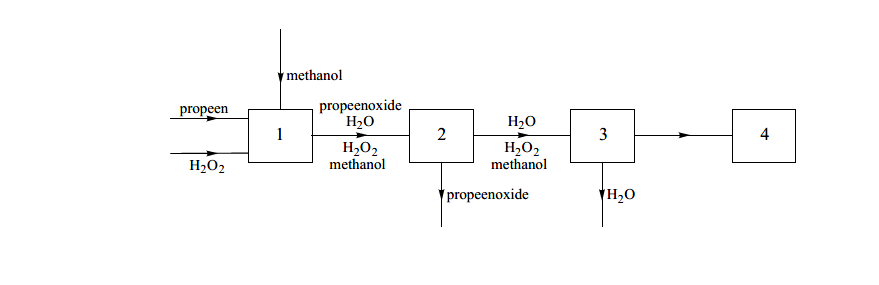 methanol
propeen
H₂O₂
1
propeenoxide
H₂O
H₂O₂
methanol
2
propeenoxide
H₂O
H₂O₂
methanol
3
H₂O
4